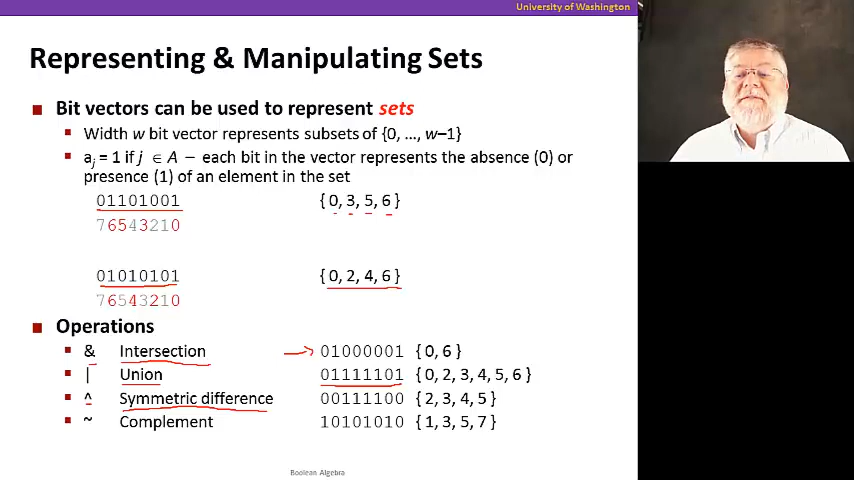 University of Washington
Representing & Manipulating Sets
Bit vectors can be used to represent sets
Width w bit vector represents subsets of {0, …, w–1}
aj = 1 if j ∈ A – each bit in the vector represents the absence (0) or
presence (1) of an element in the set
01101001 { 0, 3, 5, 6 }
76543210
01010101 { 0, 2, 4, 6 }
76543210
Operations
& Intersection 01000001 { 0, 6 }
| Union 01111101 { 0, 2, 3, 4, 5, 6 }
^ Symmetric difference 00111100 { 2, 3, 4, 5 }
~ Complement 10101010 { 1, 3, 5, 7 }
Boolean Algebra